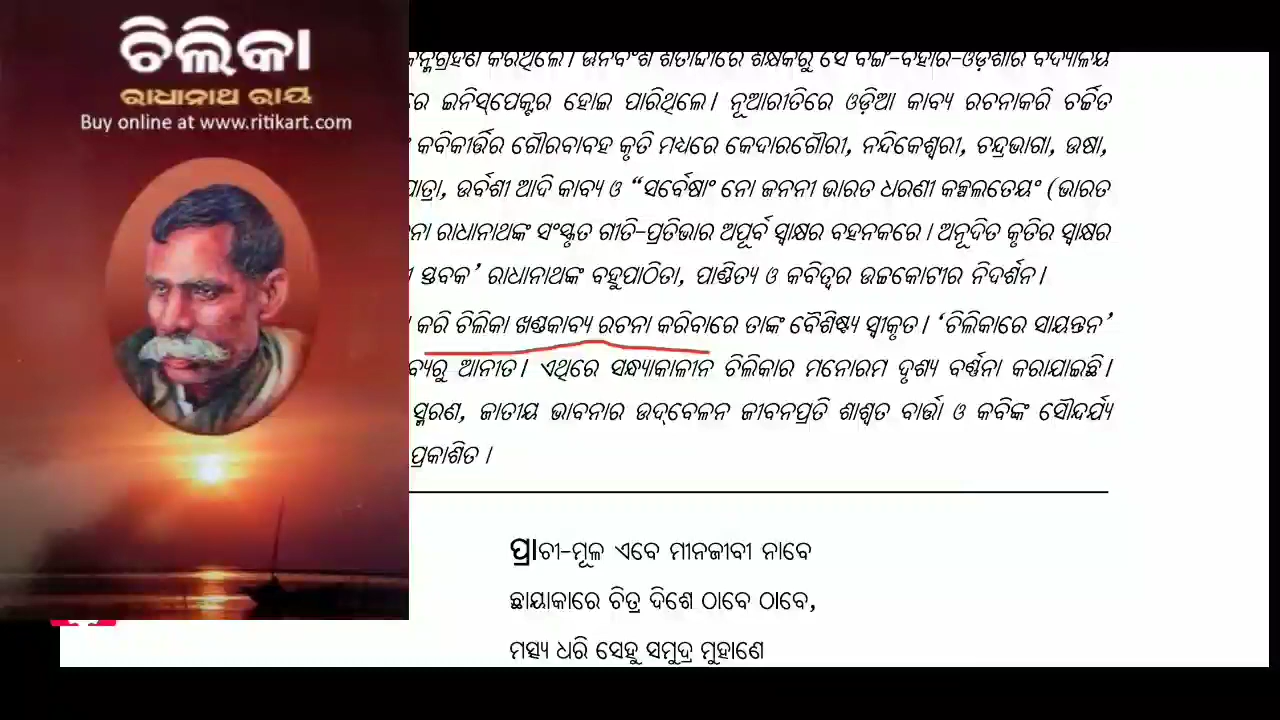 ଚିଲିକା
ରାଧାନାଥ ରାୟ
Buy online at www.ritikart.com
ଜନ୍ମଗ୍ରହଣ କରିଥିଲେ। ଊନବିଂଶ ଶତାବ୍ଦୀରେ ଶିକ୍ଷକରୁ ସେ ବଙ୍ଗ-ବିହାର-ଓଡ଼ିଶାର ବିଦ୍ୟାଳୟ
ରେ ଇନିସ୍‌ପେକ୍ଟର ହୋଇ ପାରିଥିଲେ। ନୂଆରୀତିରେ ଓଡ଼ିଆ କାବ୍ୟ ରଚନାକରି ଚର୍ଚ୍ଚିତ
କବିକୀର୍ତ୍ତିର ଗୌରବାବହ କୃତି ମଧ୍ୟରେ କେଦାରଗୌରୀ, ନନ୍ଦିକେଶ୍ୱରୀ, ଚନ୍ଦ୍ରଭାଗା, ଉଷା,
ଯାତ୍ରା, ଉର୍ବଶୀ ଆଦି କାବ୍ୟ ଓ “ସର୍ବେଷାଂ ନୋ ଜନନୀ ଭାରତ ଧରଣୀ କଳ୍ପଲତେୟଂ (ଭାରତ
ନା ରାଧାନାଥଙ୍କ ସଂସ୍କୃତ ଗୀତି-ପ୍ରତିଭାର ଅପୂର୍ବ ସ୍ୱାକ୍ଷର ବହନକରେ। ଅନୂଦିତ କୃତିର ସ୍ୱାକ୍ଷର
ସ୍ତବକ’ ରାଧାନାଥଙ୍କ ବହୁପାଠିତା, ପାଣ୍ଡିତ୍ୟ ଓ କବିତ୍ୱର ଉଚ୍ଚକୋଟୀର ନିଦର୍ଶନ।
କରି ଚିଲିକା ଖଣ୍ଡକାବ୍ୟ ରଚନା କରିବାରେ ତାଙ୍କ ବୈଶିଷ୍ଟ୍ୟ ସ୍ୱୀକୃତ। ‘ଚିଲିକାରେ ସାୟନ୍ତନ’
ବ୍ୟରୁ ଆନୀତ। ଏଥିରେ ସନ୍ଧ୍ୟାକାଳୀନ ଚିଲିକାର ମନୋରମ ଦୃଶ୍ୟ ବର୍ଣ୍ଣନା କରାଯାଇଛି।
ସ୍ମରଣ, ଜାତୀୟ ଭାବନାର ଉଦ୍‌ବେଳନ ଜୀବନପ୍ରତି ଶାଶ୍ୱତ ବାର୍ତ୍ତା ଓ କବିଙ୍କ ସୌନ୍ଦର୍ଯ୍ୟ
ପ୍ରକାଶିତ।
ପ୍ରାଚୀ-ମୂଳ ଏବେ ମୀନଜୀବୀ ନାବେ
ଛାୟାକାରେ ଚିତ୍ର ଦିଶେ ଠାବେ ଠାବେ,
ମତ୍ସ୍ୟ ଧରି ସେହୁ ସମୁଦ୍ର ମୁହାଣେ